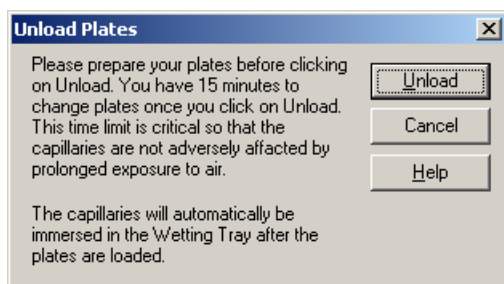 Unload Plates
Please prepare your plates before clicking
on Unload. You have 15 minutes to
change plates once you click on Unload.
This time limit is critical so that the
capillaries are not adversely affacted by
prolonged exposure to air.
The capillaries will automatically be
immersed in the Wetting Tray after the
plates are loaded.
Unload
Cancel
Help